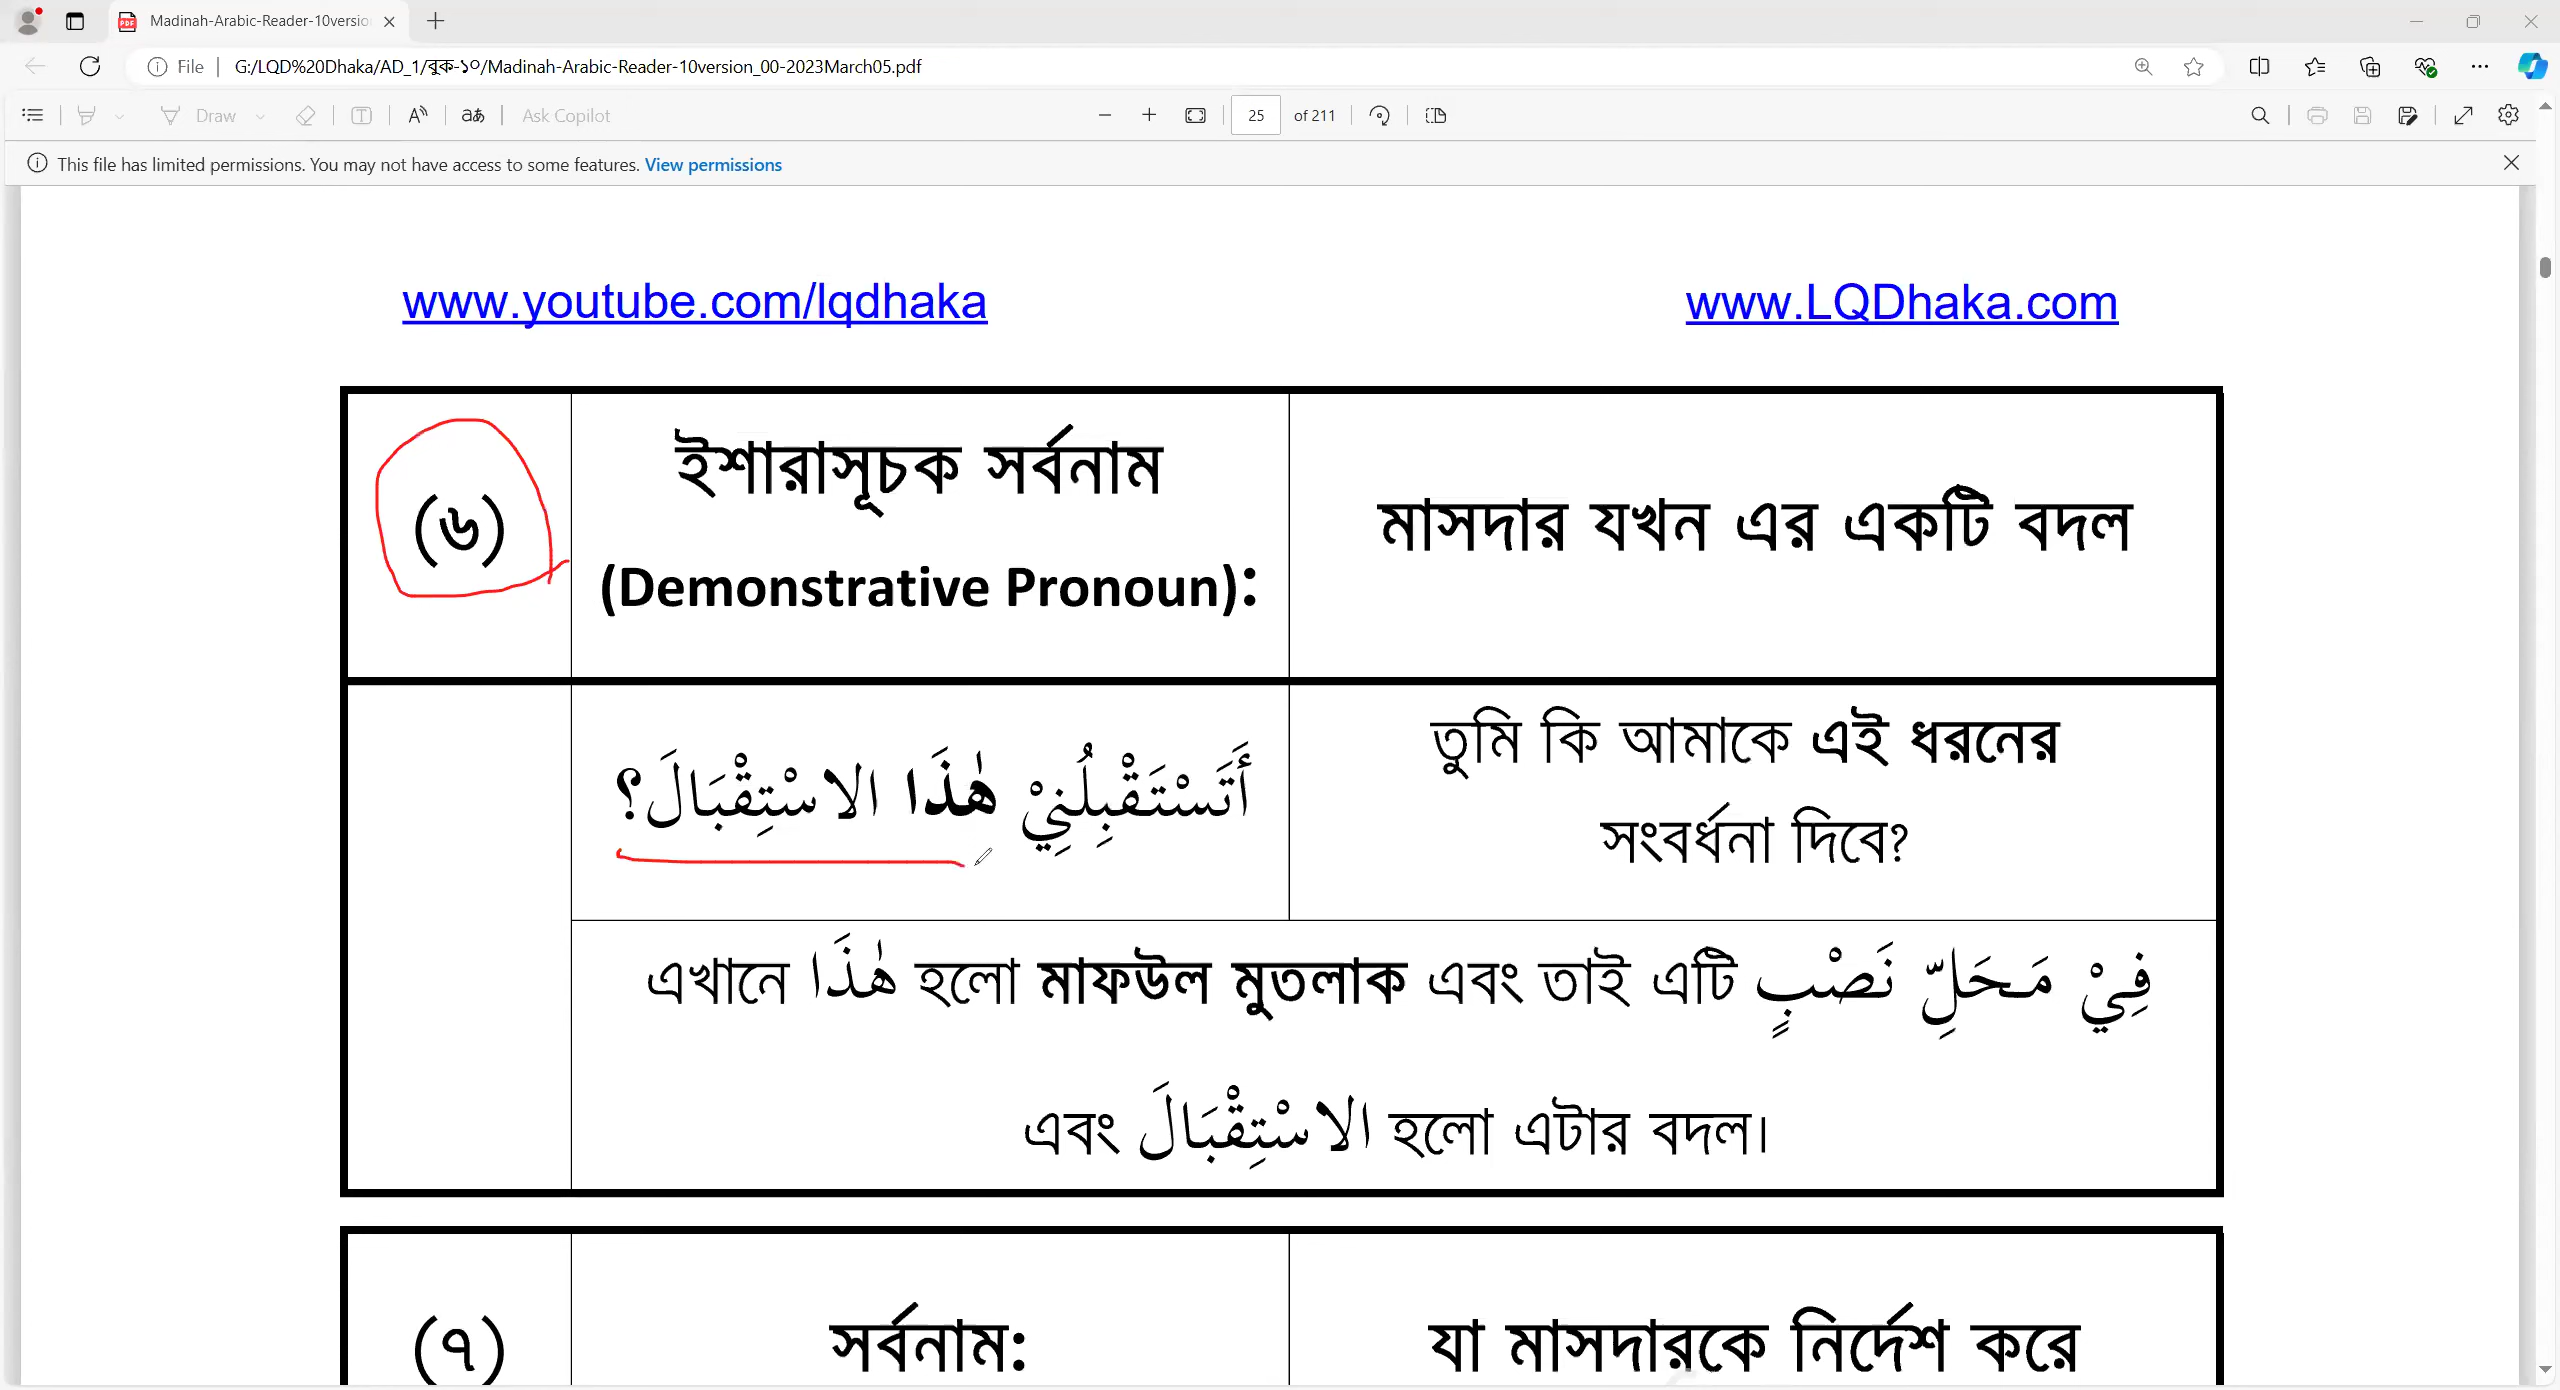 Madinah-Arabic-Reader-10versio
File
G:/LQD%20Dhaka/AD_1/বুক-১০/Madinah-Arabic-Reader-10version_00-2023March05.pdf
Draw
aあ
Ask Copilot
25 of 211
This file has limited permissions. You may not have access to some features. View permissions
www.youtube.com/lqdhaka
www.LQDhaka.com
(৬)
ইশারাসূচক সর্বনাম
(Demonstrative Pronoun):
মাসদার যখন এর একটি বদল
أَتَسْتَقْبِلُنِيْ هٰذَا الاسْتِقْبَالَ؟
তুমি কি আমাকে এই ধরনের
সংবর্ধনা দিবে?
এখানে هٰذَا হলো মাফউল মুতলাক এবং তাই এটি فِيْ مَحَلِّ نَصْبٍ
এবং الاسْتِقْبَالَ হলো এটার বদল।
(৭)
সর্বনাম:
যা মাসদারকে নির্দেশ করে